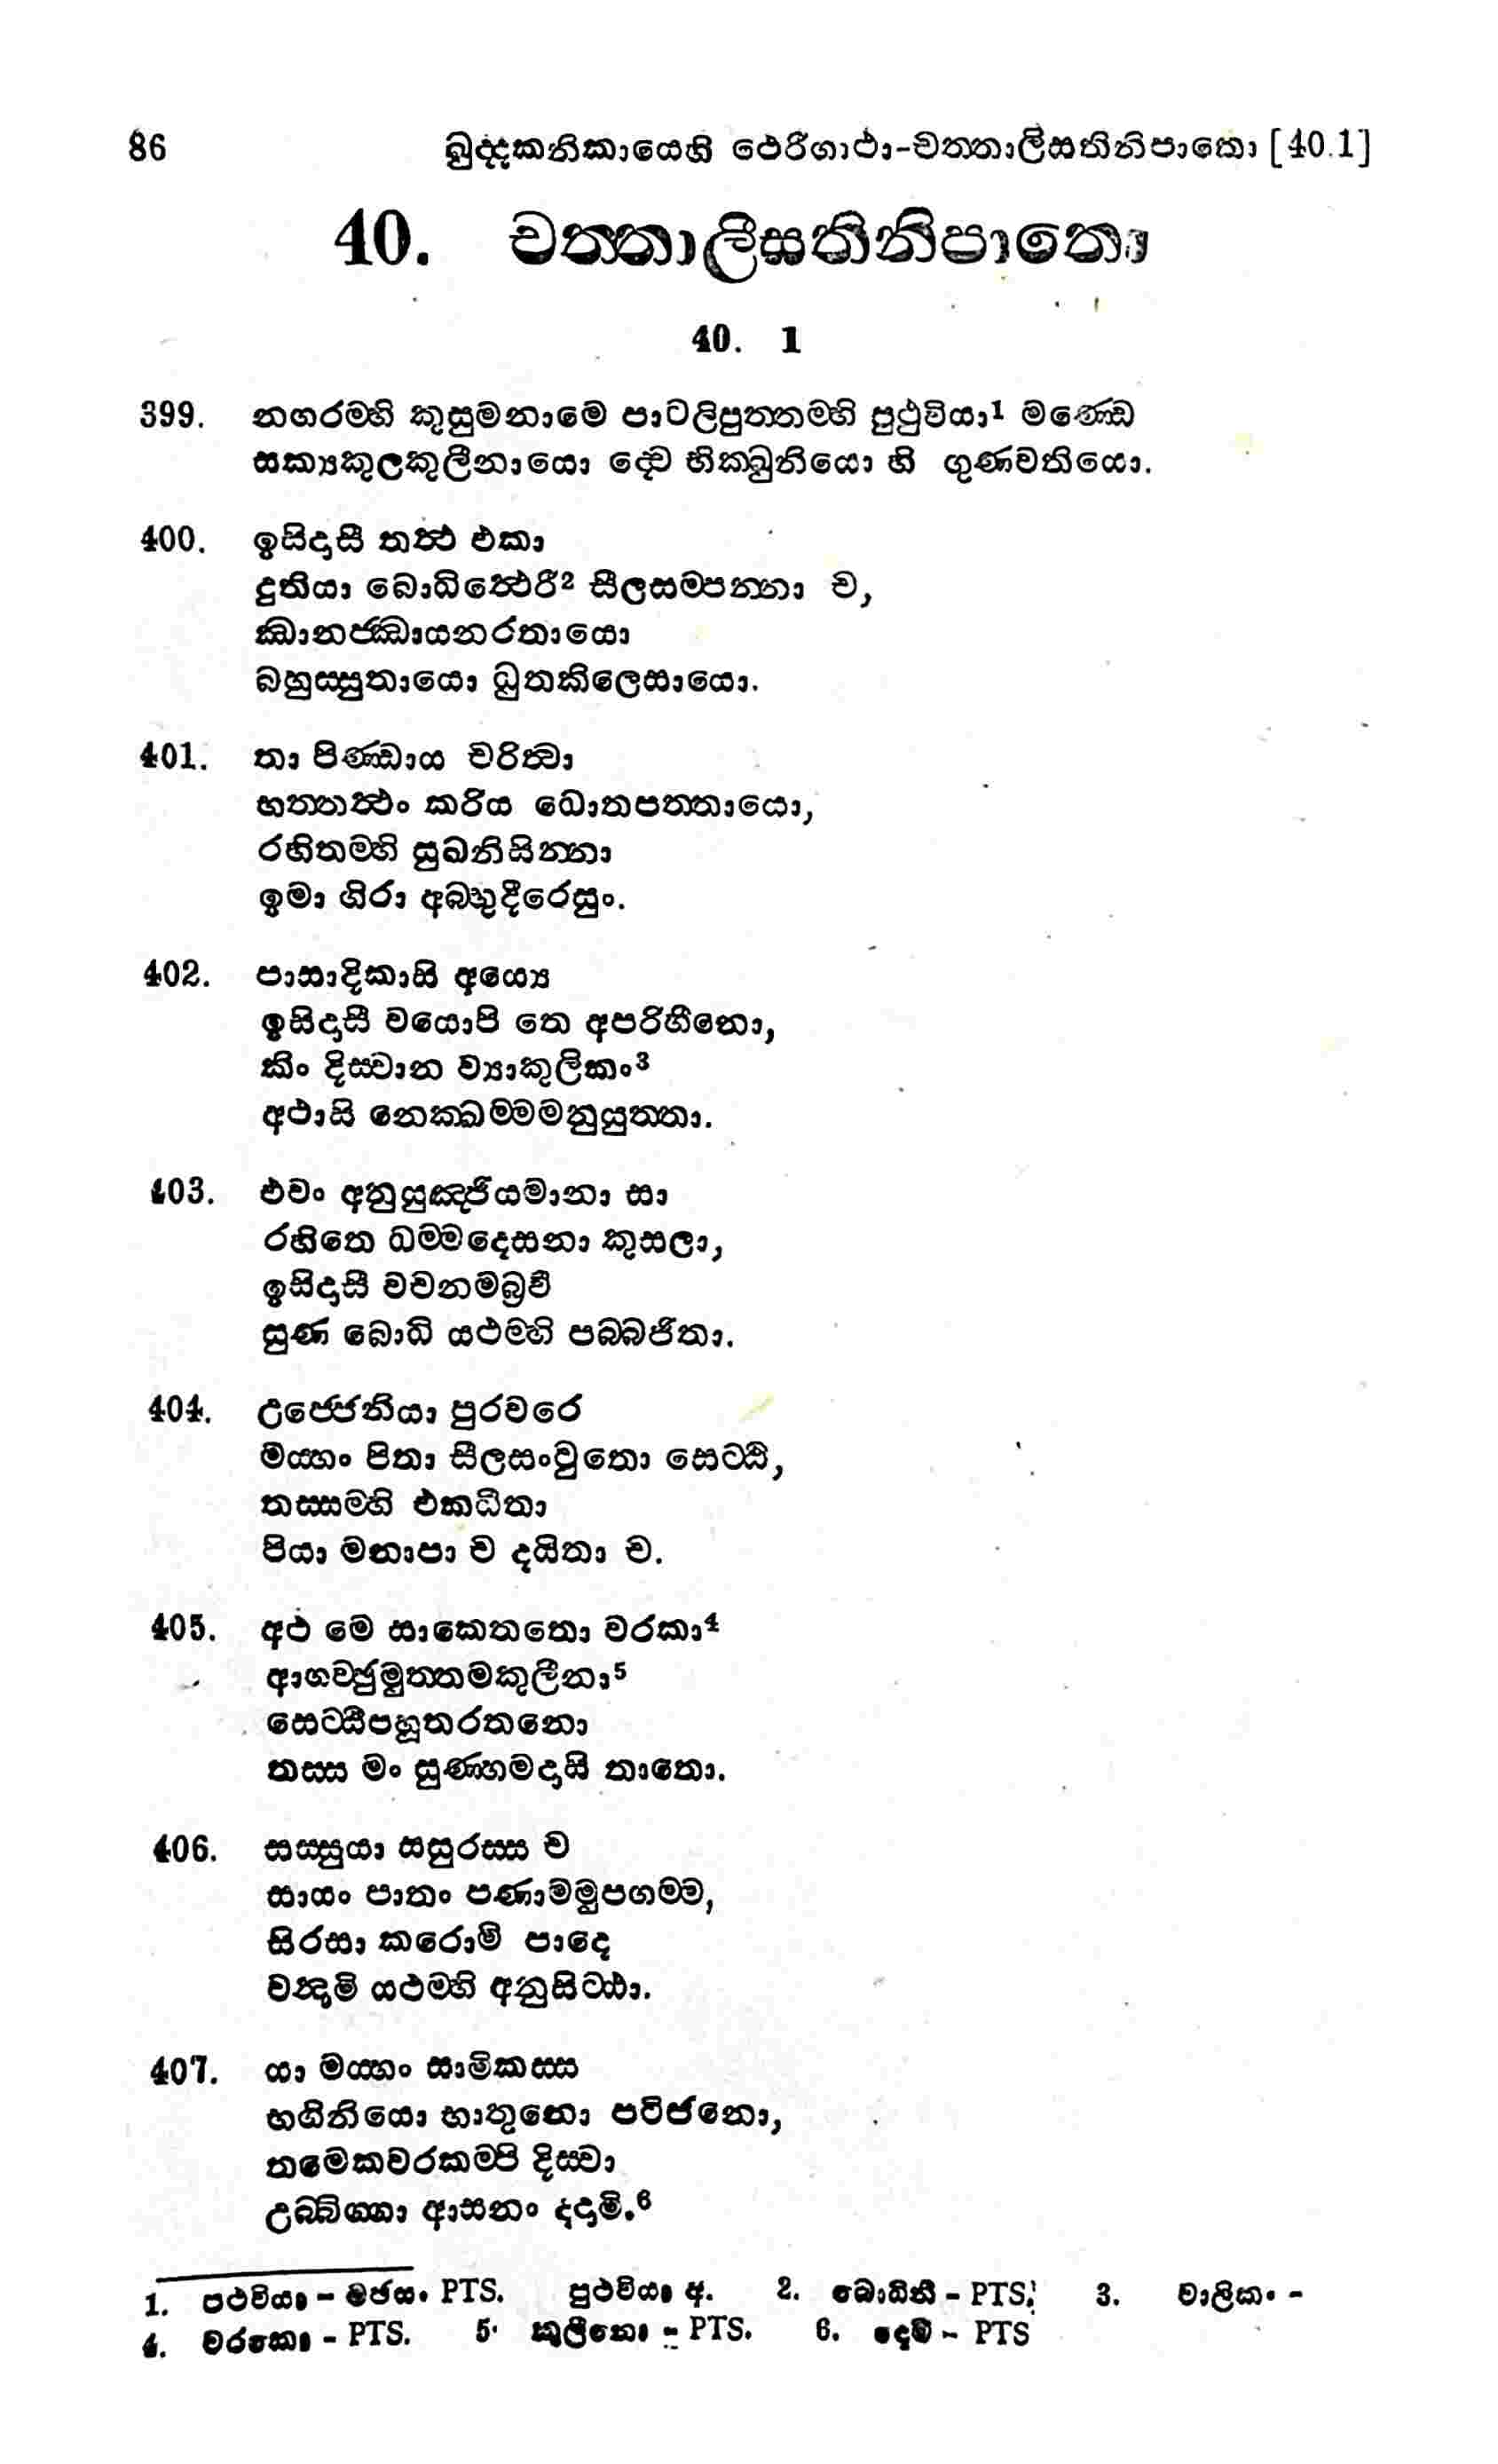 86 ඛුද්දකනිකායෙහි ථෙරීගාථා-චත්තාලීසතිනිපාතො [40.1]
40. චත්තාලීසතිනිපාතො
40. 1
399. නගරම්හි කුසුමනාමෙ පාටලිපුත්තම්හි පුථුවියා¹ මණ්ඩෙ
සක්‍යකුලකුලීනායො ද්වෙ භික්ඛුනියො හි ගුණවතියො.
400. ඉසිදාසී තත්‍ථ එකා
දුතියා බොධිත්‍ථෙරී² සීලසම්පන්නා ච,
ඣානජ්ඣායනරතායො
බහුස්සුතායො ධුතකිලෙසායො.
401. තා පිණ්ඩාය චරිත්‍වා
භත්තත්‍ථං කරිය ධොතපත්තායො,
රහිතම්හි සුඛනිසින්නා
ඉමා ගිරා අබ්භුදීරෙසුං.
402. පාසාදිකාසි අය්‍යෙ
ඉසිදාසි වයොපි තෙ අපරිහීනො,
කිං දිස්වාන ව්‍යාකුලිකං³
අථාසි නෙක්ඛම්මමනුයුත්තා.
403. එවං අනුයුඤ්ජියමානා සා
රහිතෙ ධම්මදෙසනා කුසලා,
ඉසිදාසී වචනමබ්‍රවී
සුණ බොධි යථම්හි පබ්බජිතා.
404. උජ්ජෙනියා පුරවරෙ
මය්හං පිතා සීලසංවුතො සෙට්ඨි,
තස්සම්හි එකධීතා
පියා මනාපා ච දයිතා ච.
405. අථ මෙ සාකෙතතො වරකා⁴
ආගච්ඡුමුත්තමකුලීනා⁵
සෙට්ඨීපහූතරතනො
තස්ස මං සුණ්හමදාසි තාතො.
406. සස්සුයා සසුරස්ස ච
සායං පාතං පණාමමුපගම්ම,
සිරසා කරොමි පාදෙ
වන්දාමි යථම්හි අනුසිට්ඨා.
407. යා මය්හං සාමිකස්ස
භගිනියො භාතුනො පරිජනො,
තමෙකවරකම්පි දිස්වා
උබ්බිග්ගා ආසනං දදාමි.⁶
1. පථවියා - මඡසං PTS. පුථවියා අ. 2. බොධිනී - PTS. 3. වාලිකං -
4. වරකො - PTS. 5. කුලීනො - PTS. 6. දෙමි - PTS